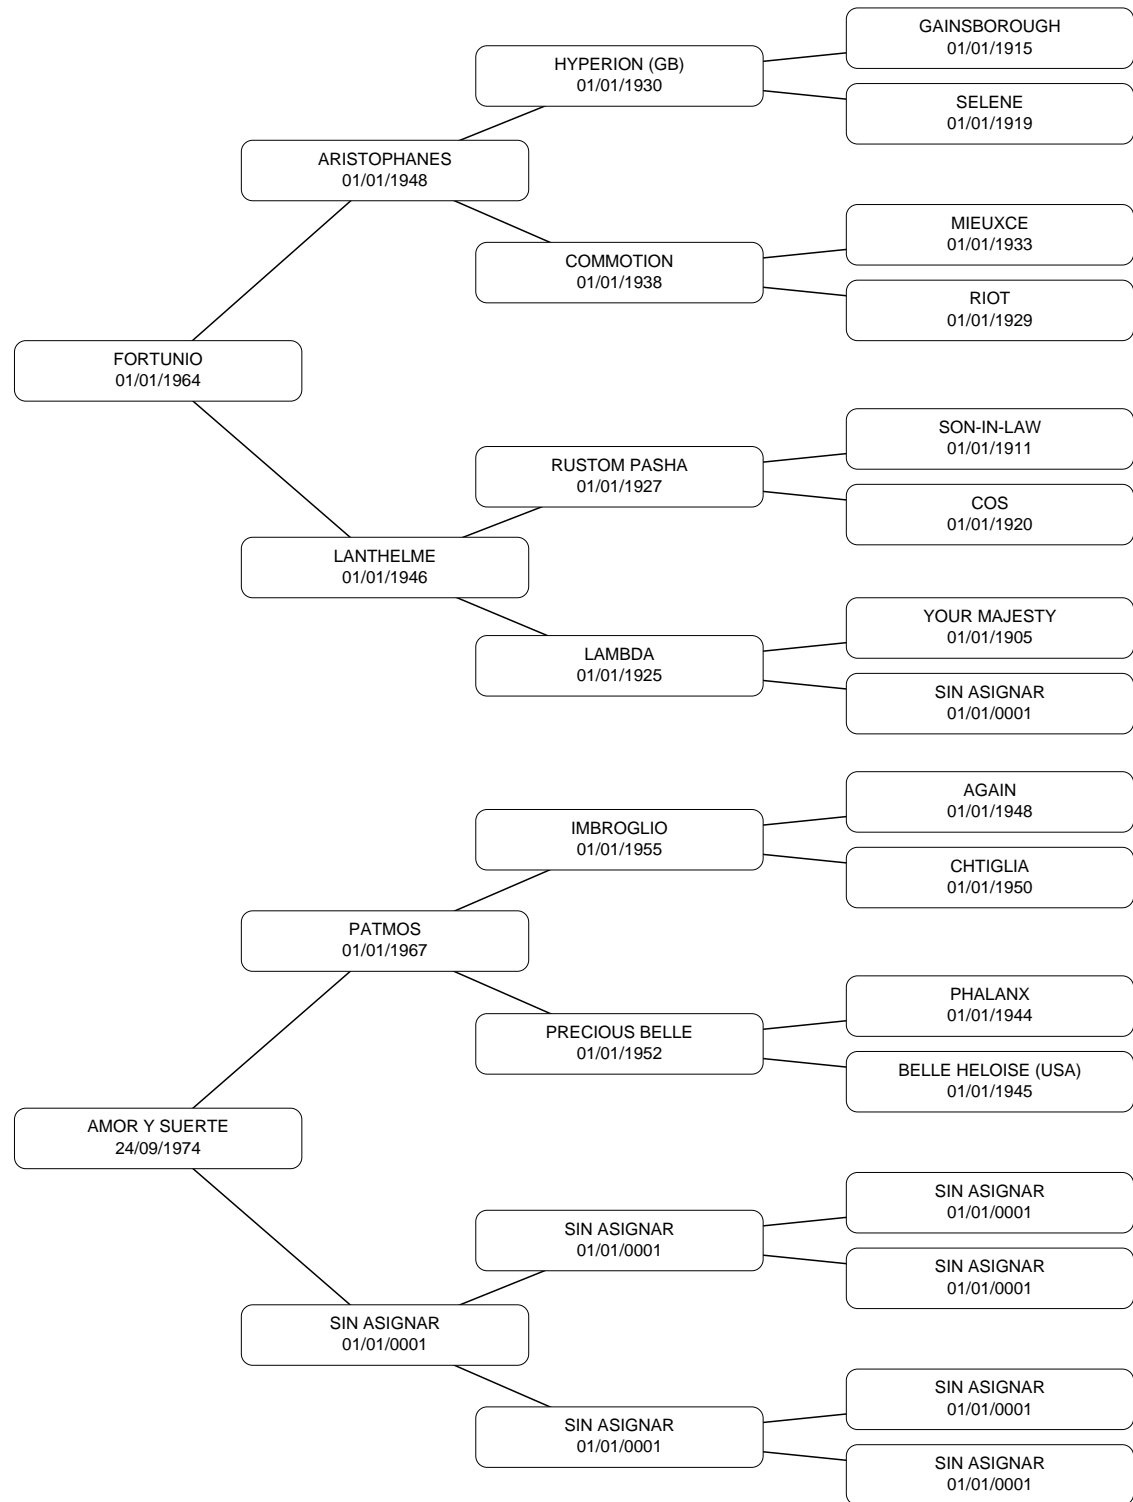 GAINSBOROUGH
01/01/1915
HYPERION (GB)
01/01/1930
SELENE
01/01/1919
ARISTOPHANES
01/01/1948
MIEUXCE
01/01/1933
COMMOTION
01/01/1938
RIOT
01/01/1929
FORTUNIO
01/01/1964
SON-IN-LAW
01/01/1911
RUSTOM PASHA
01/01/1927
COS
01/01/1920
LANTHELME
01/01/1946
YOUR MAJESTY
01/01/1905
LAMBDA
01/01/1925
SIN ASIGNAR
01/01/0001
AGAIN
01/01/1948
IMBROGLIO
01/01/1955
CHTIGLIA
01/01/1950
PATMOS
01/01/1967
PHALANX
01/01/1944
PRECIOUS BELLE
01/01/1952
BELLE HELOISE (USA)
01/01/1945
AMOR Y SUERTE
24/09/1974
SIN ASIGNAR
01/01/0001
SIN ASIGNAR
01/01/0001
SIN ASIGNAR
01/01/0001
SIN ASIGNAR
01/01/0001
SIN ASIGNAR
01/01/0001
SIN ASIGNAR
01/01/0001
SIN ASIGNAR
01/01/0001